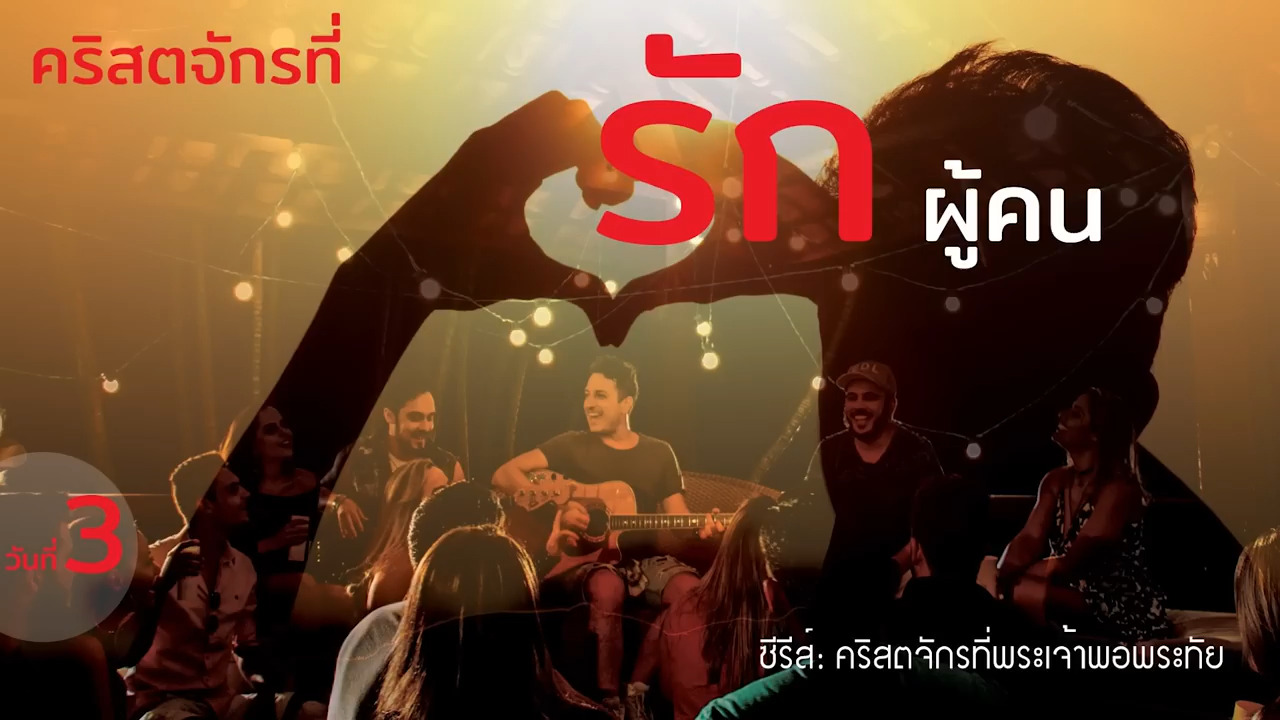 คริสตจักรที่
รัก
ผู้คน
วันที่ 3
ซีรีส์: คริสตจักรที่พระเจ้าพอพระทัย